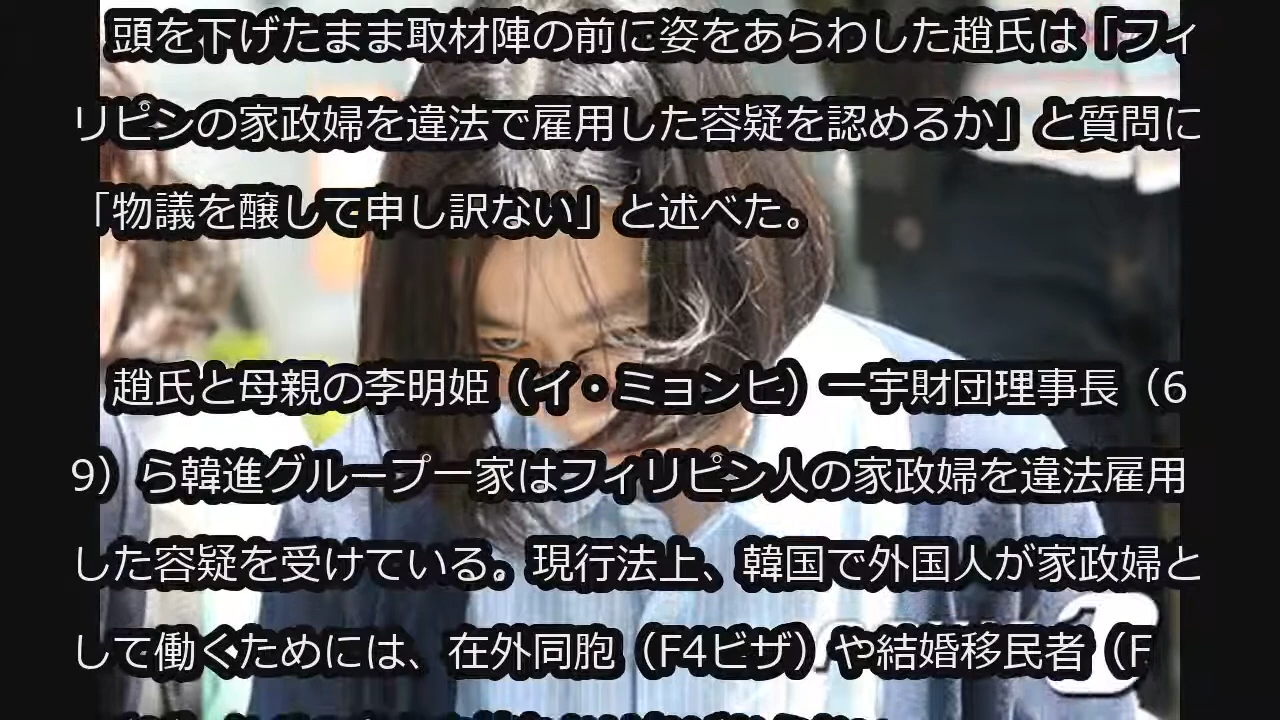 頭を下げたまま取材陣の前に姿をあらわした趙氏は「フィ
リピンの家政婦を違法で雇用した容疑を認めるか」と質問に
「物議を醸して申し訳ない」と述べた。
趙氏と母親の李明姫（イ・ミョンヒ）一宇財団理事長（6
9）ら韓進グループ一家はフィリピン人の家政婦を違法雇用
した容疑を受けている。現行法上、韓国で外国人が家政婦と
して働くためには、在外同胞（F4ビザ）や結婚移民者（F